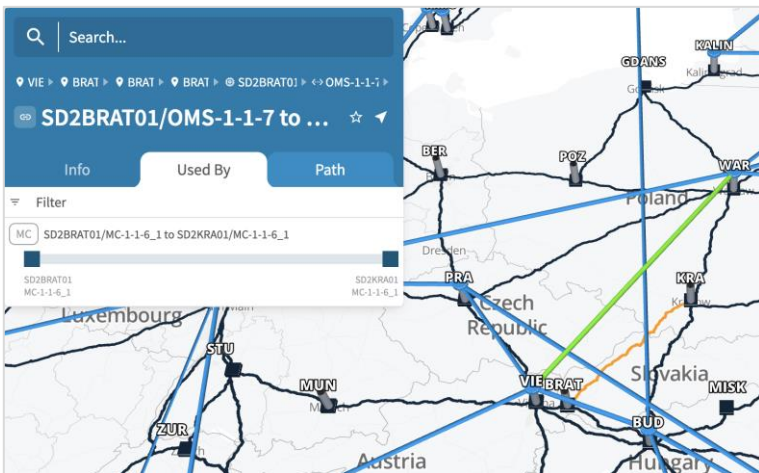 Search...
VIE BRAT BRAT BRAT SD2BRAT01 OMS-1-1-7
SD2BRAT01/OMS-1-1-7 to ...
Info Used By Path
Filter
MC SD2BRAT01/MC-1-1-6_1 to SD2KRA01/MC-1-1-6_1
SD2BRAT01 SD2KRA01
MC-1-1-6_1 MC-1-1-6_1
GDANS
KALIN
BER
POZ
WAR
Poland
Dresden
PRA
KRA
Czech
Republic
Luxembourg
STU
MUN
VIE BRAT
Slovakia
MISK
ZUR
BUD
Austria
Hungary